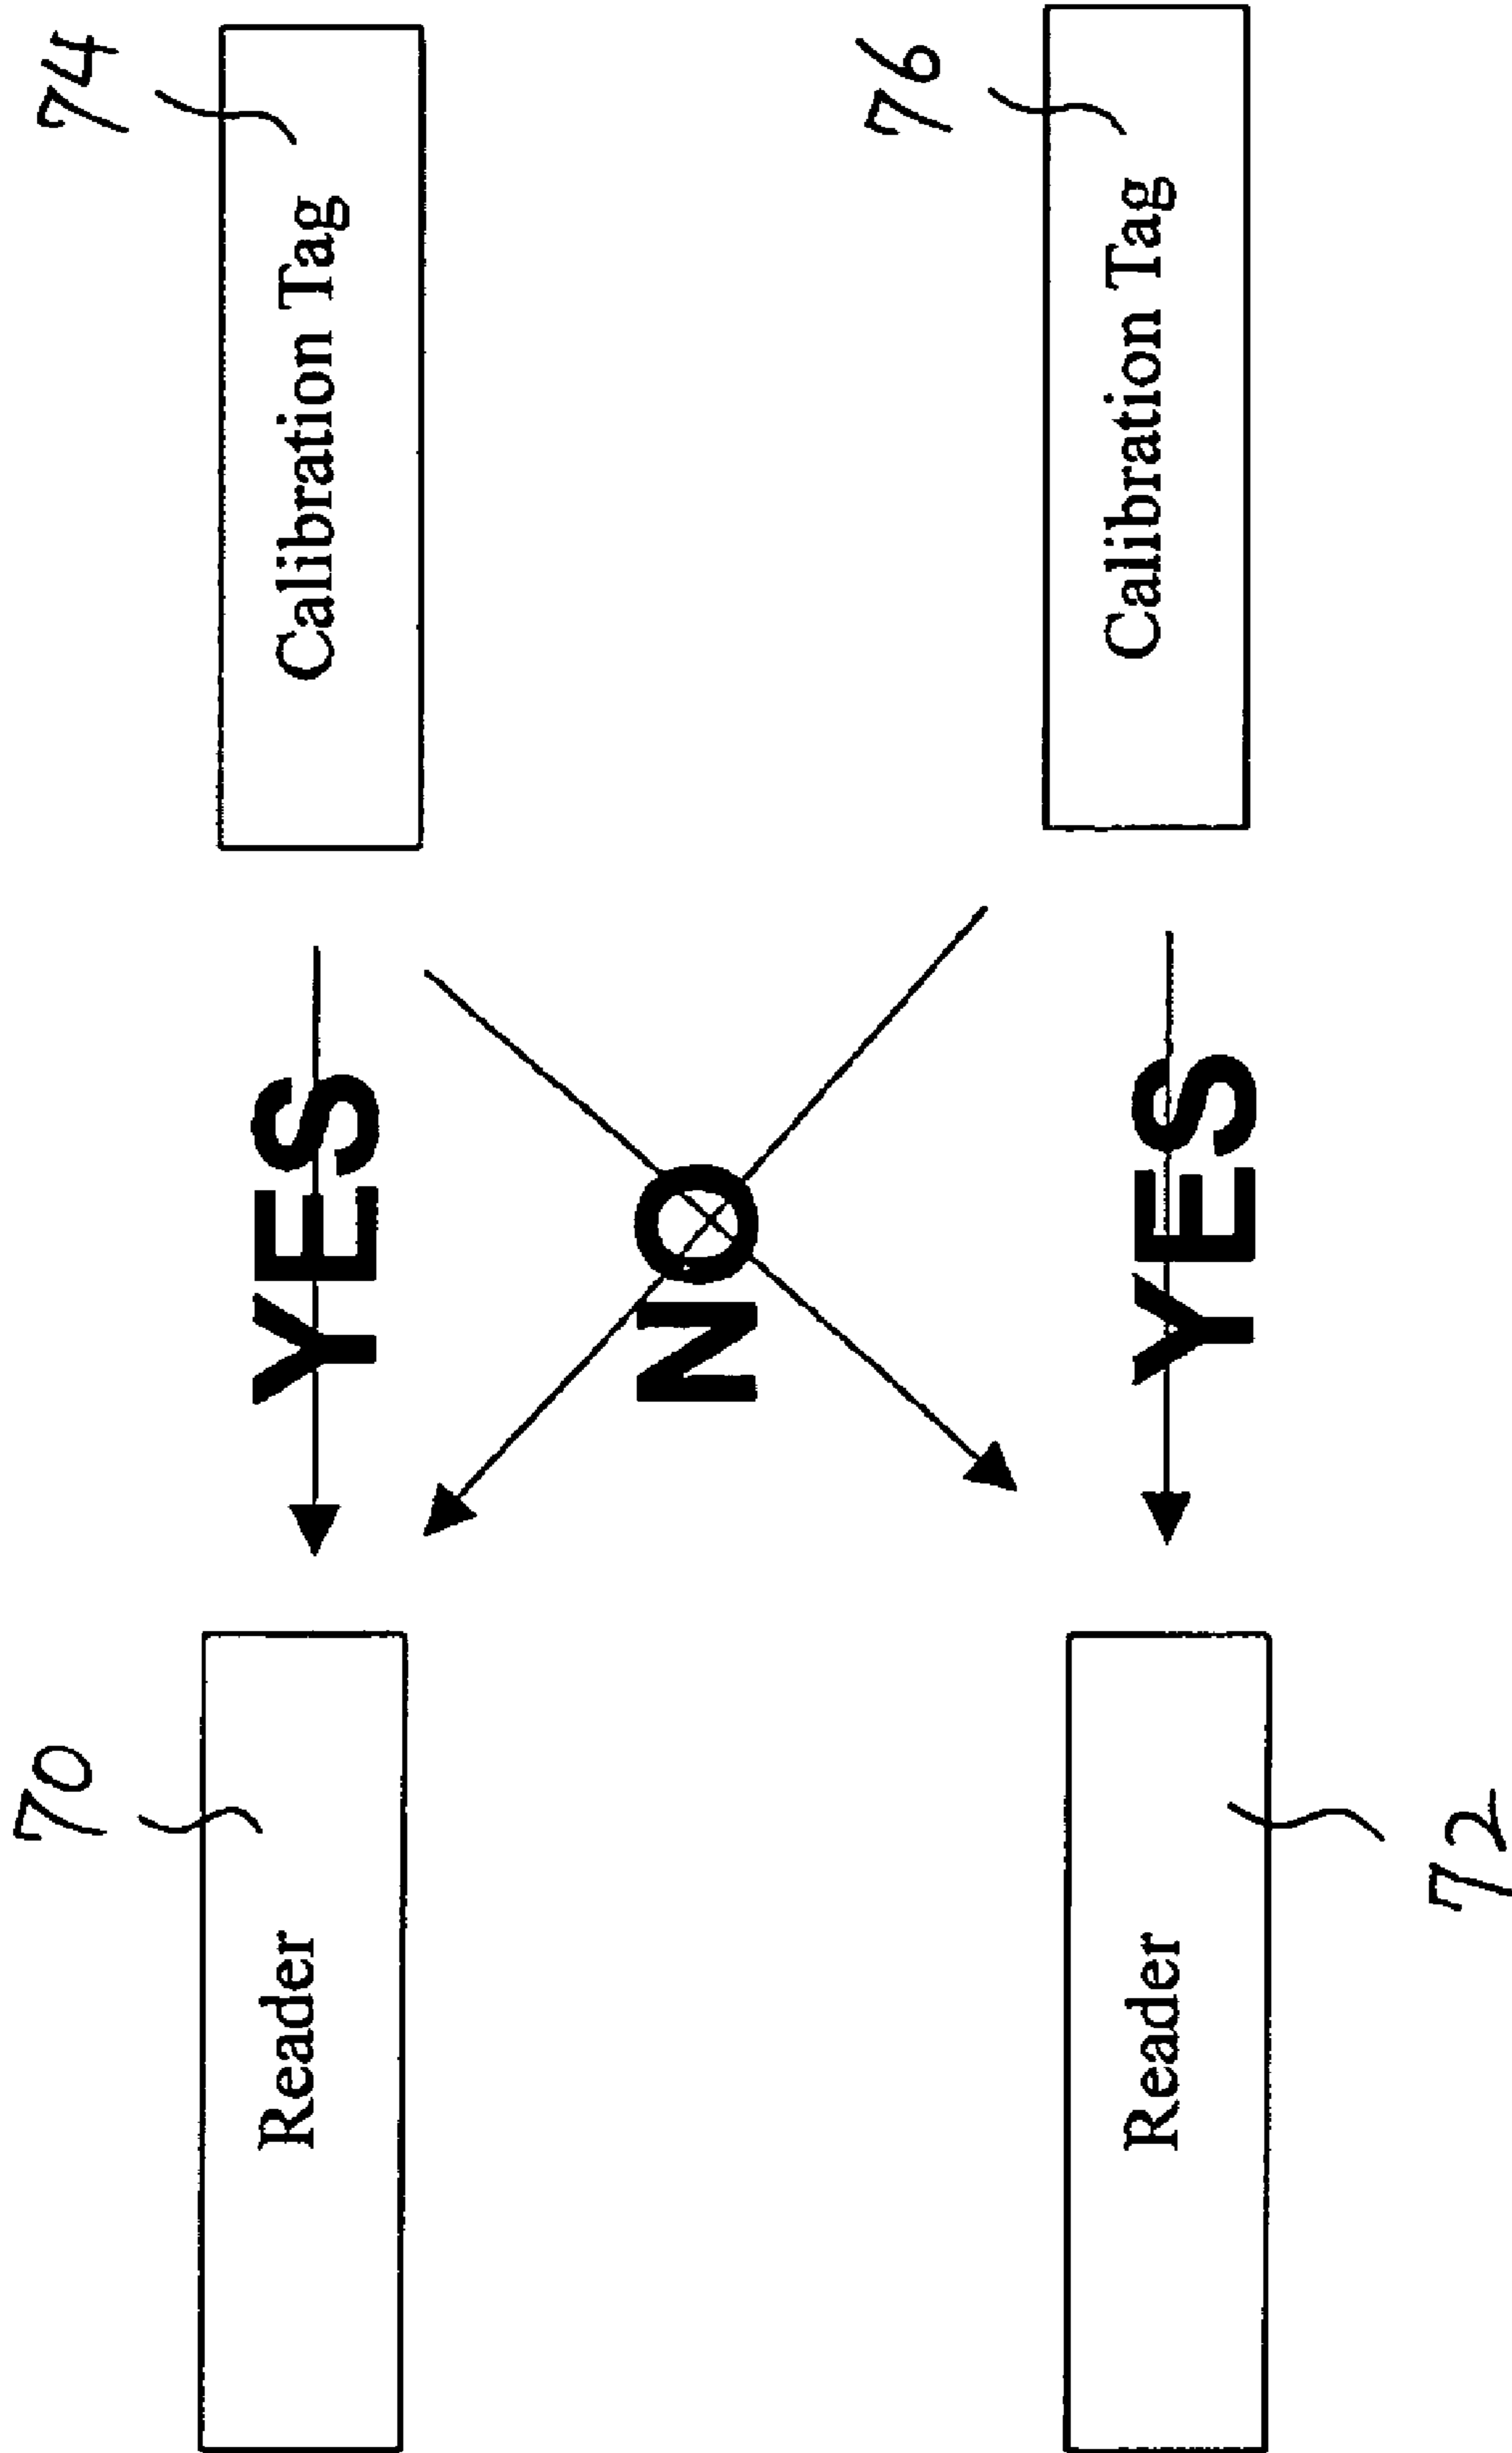 70
74
Reader
YES
Calibration Tag
NO
76
Reader
YES
Calibration Tag
72